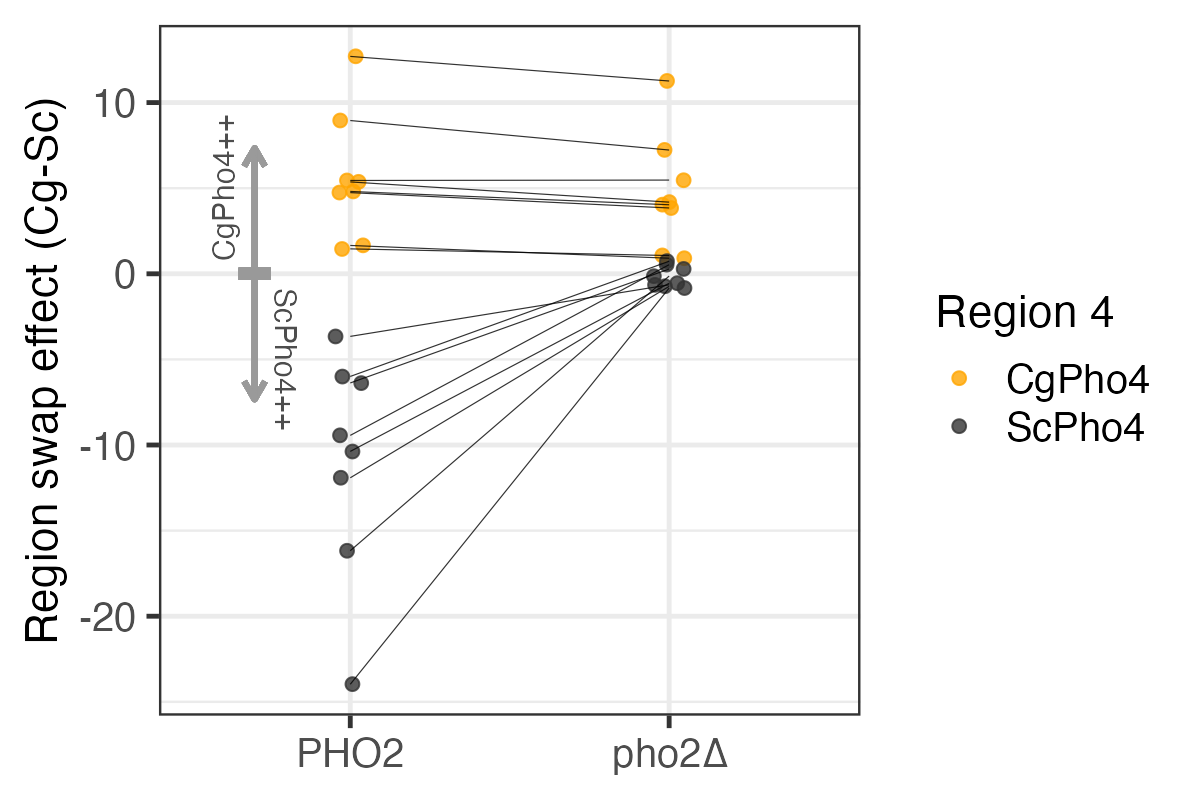 Region swap effect (Cg-Sc)
10
0
-10
-20
CgPho4++
ScPho4++
PHO2
pho2Δ
Region 4
CgPho4
ScPho4